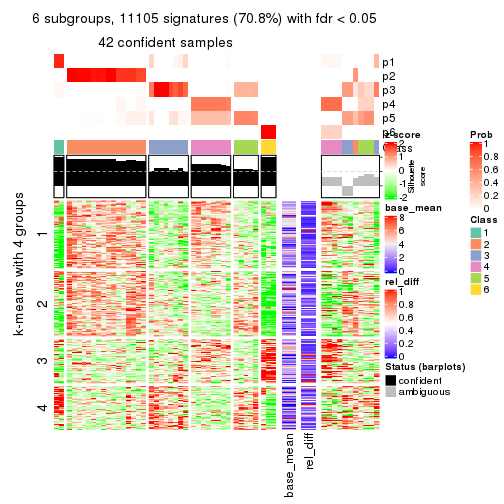 6 subgroups, 11105 signatures (70.8%) with fdr < 0.05
42 confident samples
p1
p2
p3
p4
p5
p6
Class
z-score
2
1
0
-1
-2
Silhouette
score
Prob
1
0.8
0.6
0.4
0.2
0
base_mean
8
6
4
2
0
Class
1
2
3
4
5
6
rel_diff
1
0.8
0.6
0.4
0.2
0
Status (barplots)
confident
ambiguous
k-means with 4 groups
1
2
3
4
base_mean
rel_diff